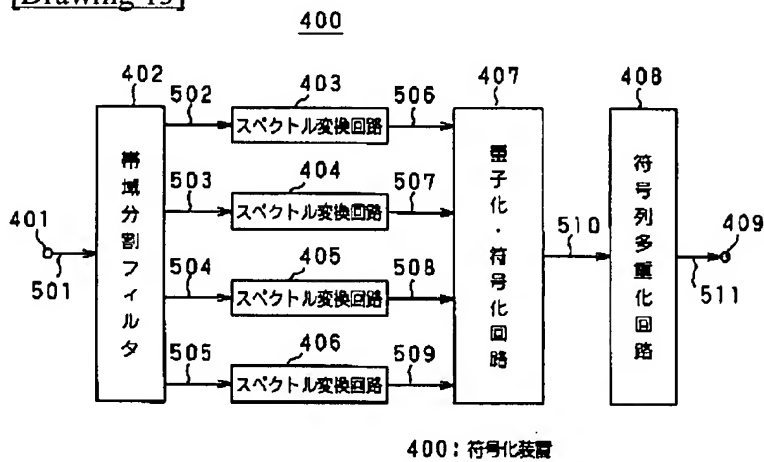 [Drawing 15]
400
402
502
403
スペクトル変換回路
506
407
408
503
404
スペクトル変換回路
507
401
501
帯域分割フィルタ
504
405
スペクトル変換回路
508
量子化・符号化回路
510
符号列多重化回路
409
511
505
406
スペクトル変換回路
509
400:符号化装置